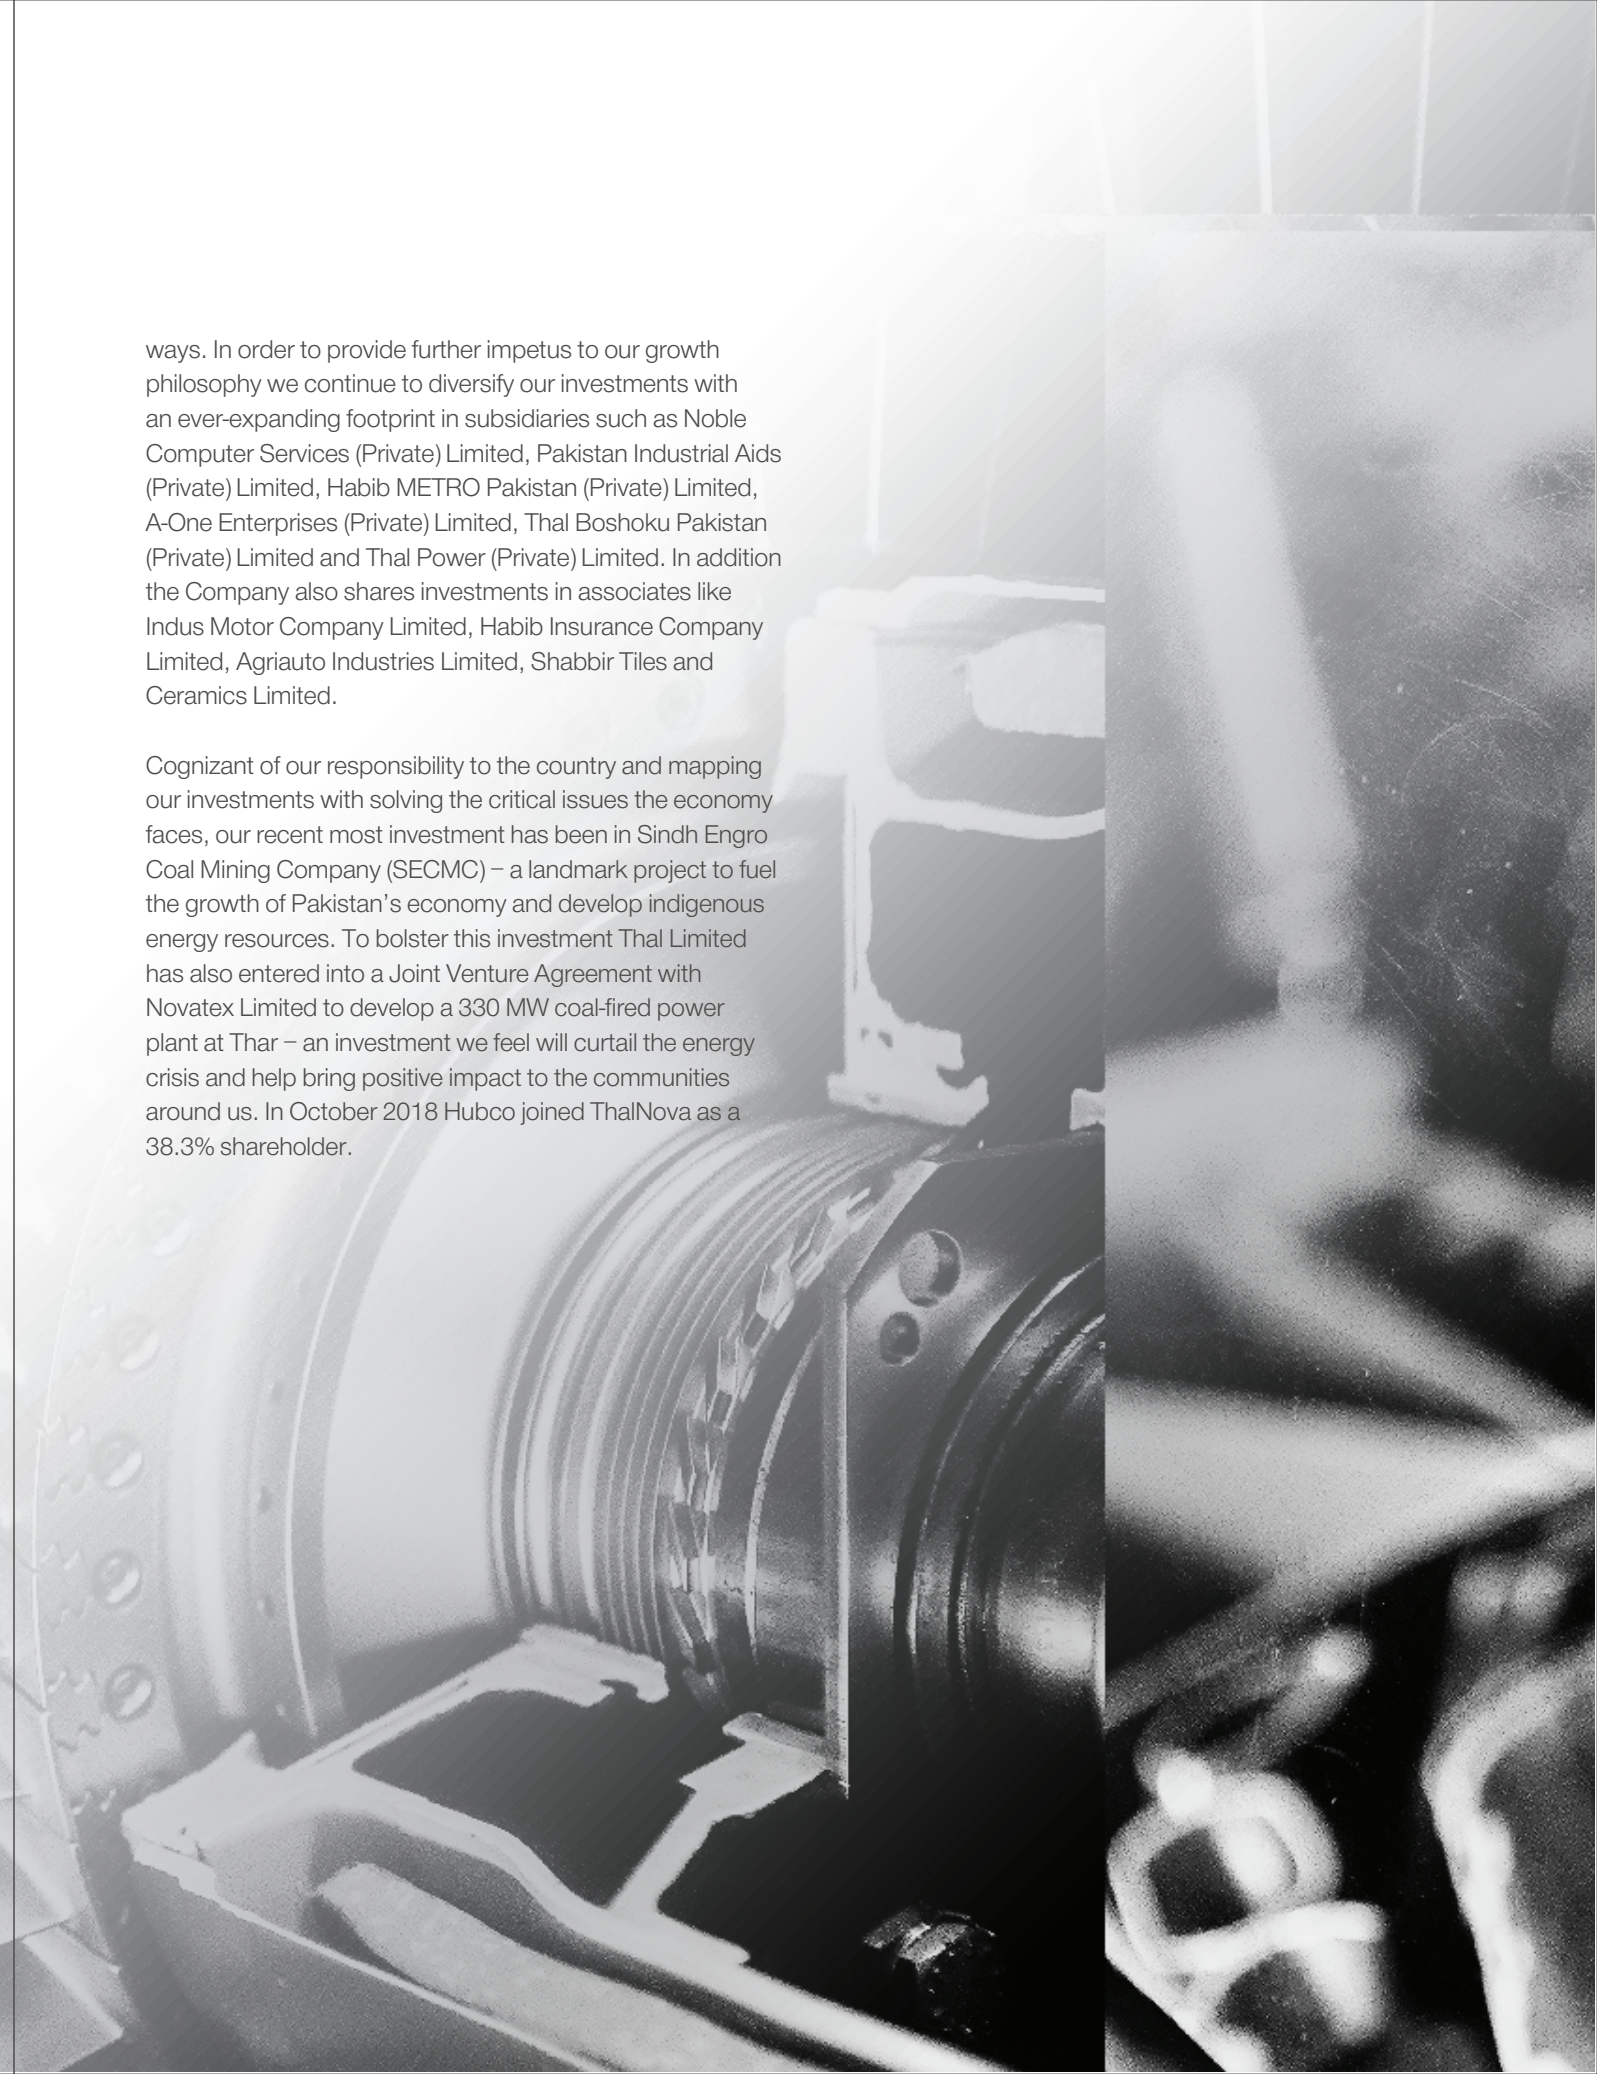 ways. In order to provide further impetus to our growth
philosophy we continue to diversify our investments with
an ever-expanding footprint in subsidiaries such as Noble
Computer Services (Private) Limited, Pakistan Industrial Aids
(Private) Limited, Habib METRO Pakistan (Private) Limited,
A-One Enterprises (Private) Limited, Thal Boshoku Pakistan
(Private) Limited and Thal Power (Private) Limited. In addition
the Company also shares investments in associates like
Indus Motor Company Limited, Habib Insurance Company
Limited, Agriauto Industries Limited, Shabbir Tiles and
Ceramics Limited.
Cognizant of our responsibility to the country and mapping
our investments with solving the critical issues the economy
faces, our recent most investment has been in Sindh Engro
Coal Mining Company (SECMC) – a landmark project to fuel
the growth of Pakistan's economy and develop indigenous
energy resources. To bolster this investment Thal Limited
has also entered into a Joint Venture Agreement with
Novatex Limited to develop a 330 MW coal-fired power
plant at Thar – an investment we feel will curtail the energy
crisis and help bring positive impact to the communities
around us. In October 2018 Hubco joined ThalNova as a
38.3% shareholder.